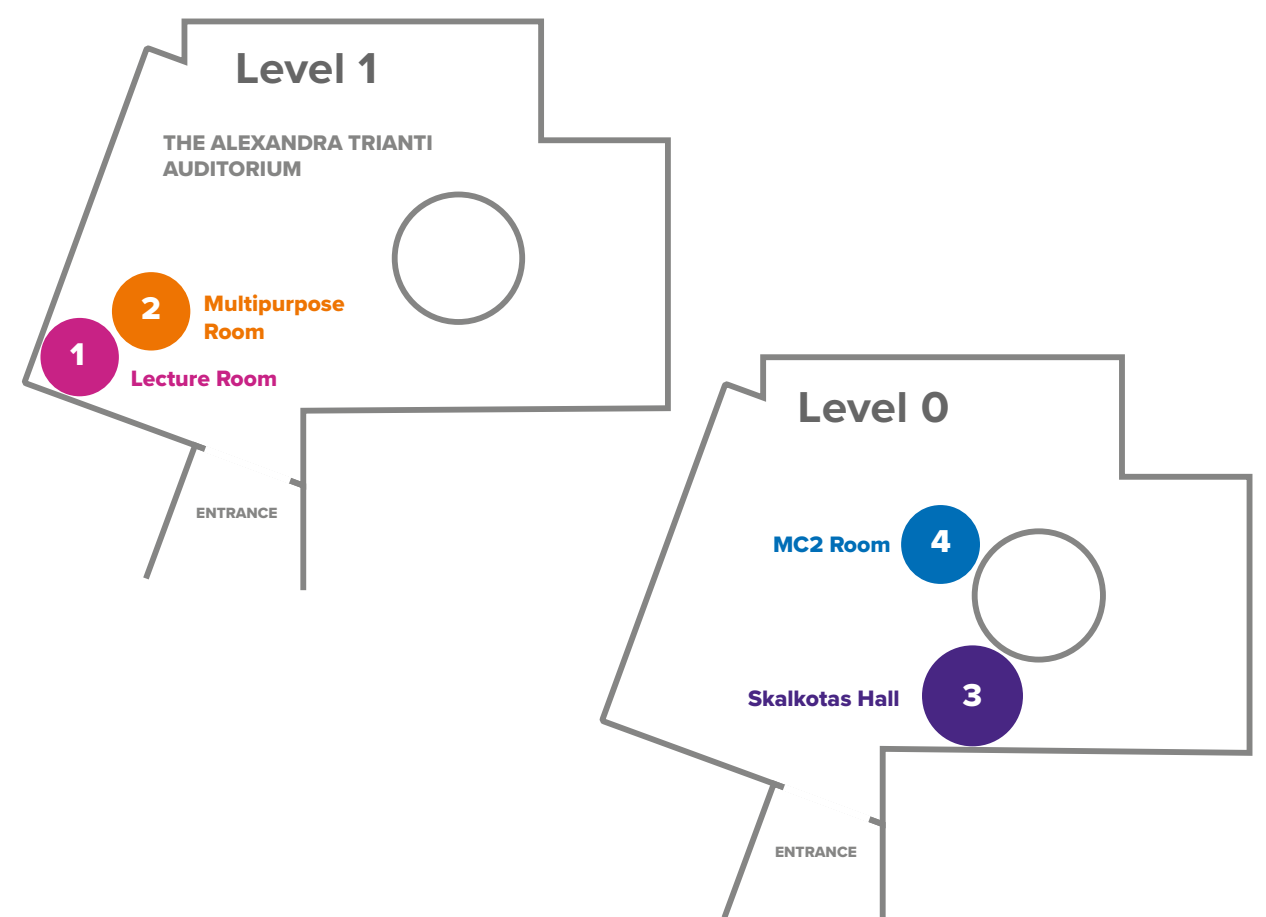 Level 1
THE ALEXANDRA TRIANTI
AUDITORIUM
2
Multipurpose
Room
1
Lecture Room
ENTRANCE
Level 0
MC2 Room
4
Skalkotas Hall
3
ENTRANCE